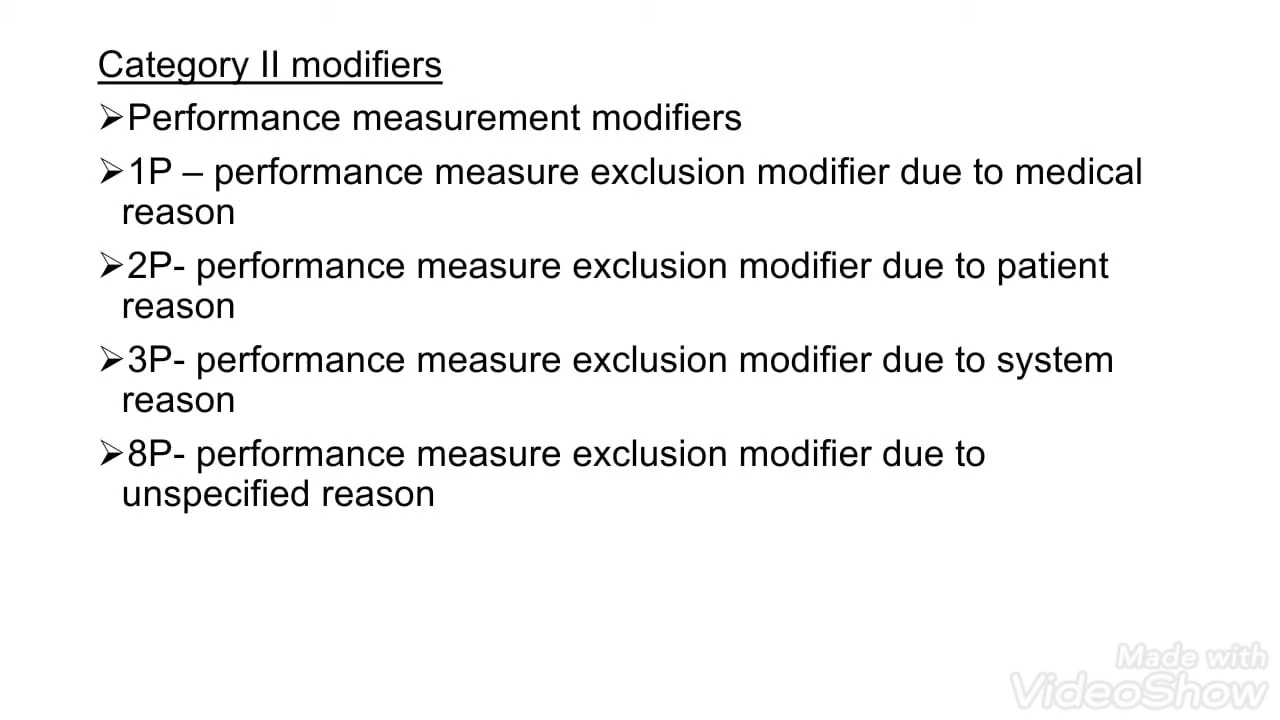 Category II modifiers
➢Performance measurement modifiers
➢1P – performance measure exclusion modifier due to medical
reason
➢2P- performance measure exclusion modifier due to patient
reason
➢3P- performance measure exclusion modifier due to system
reason
➢8P- performance measure exclusion modifier due to
unspecified reason
Made with
VideoShow